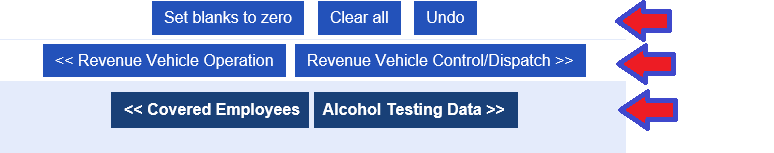 Set blanks to zero Clear all Undo
<< Revenue Vehicle Operation Revenue Vehicle Control/Dispatch >>
<< Covered Employees Alcohol Testing Data >>